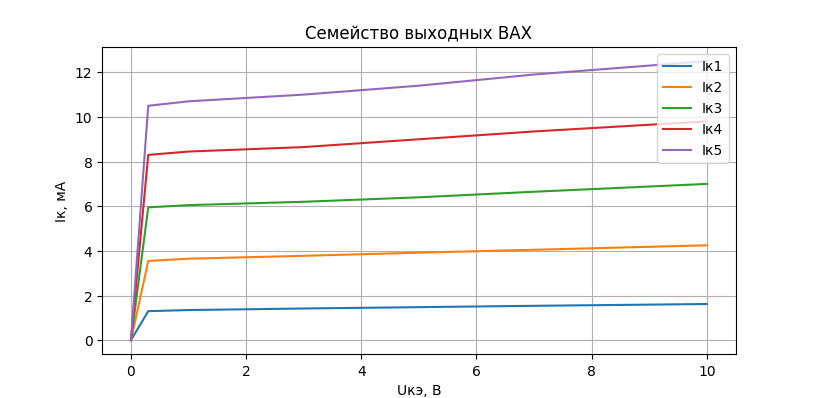 Семейство выходных ВАХ
12
10
8
6
4
2
0
Iк, мА
Iк1
Iк2
Iк3
Iк4
Iк5
0 2 4 6 8 10
Uкэ, В